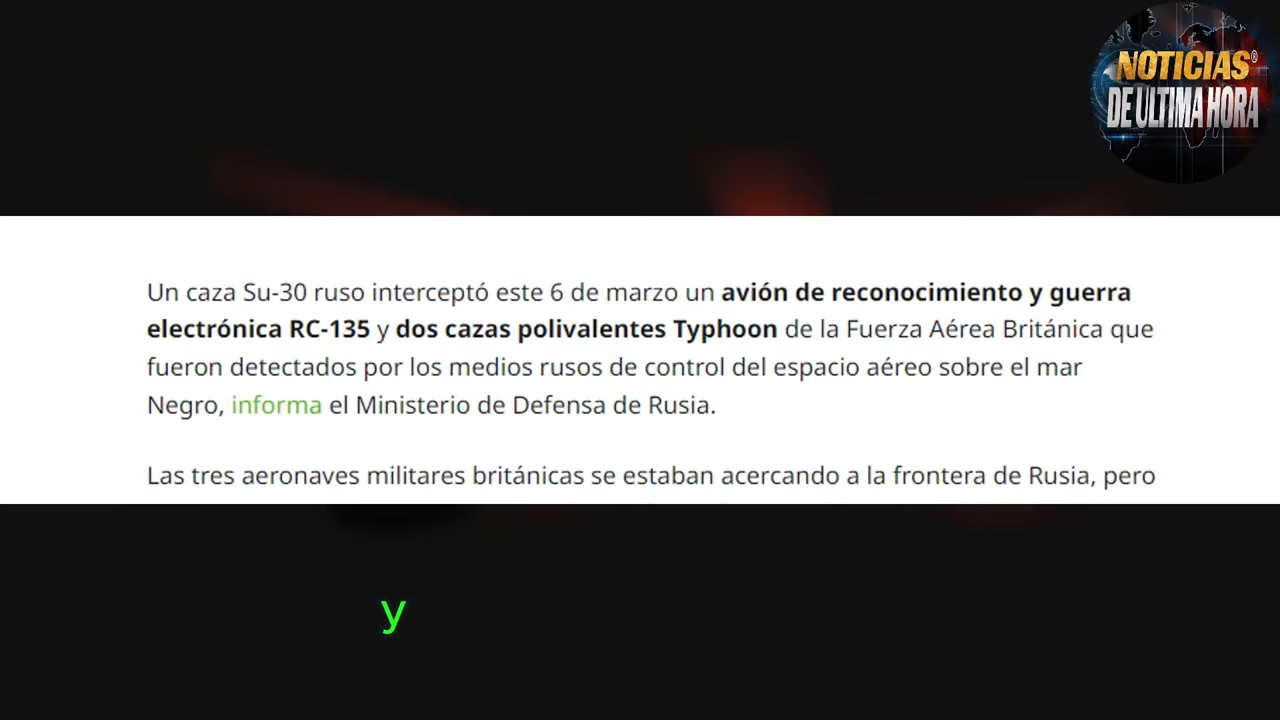 NOTICIAS®
DE ULTIMA HORA
Un caza Su-30 ruso interceptó este 6 de marzo un avión de reconocimiento y guerra
electrónica RC-135 y dos cazas polivalentes Typhoon de la Fuerza Aérea Británica que
fueron detectados por los medios rusos de control del espacio aéreo sobre el mar
Negro, informa el Ministerio de Defensa de Rusia.
Las tres aeronaves militares británicas se estaban acercando a la frontera de Rusia, pero
y